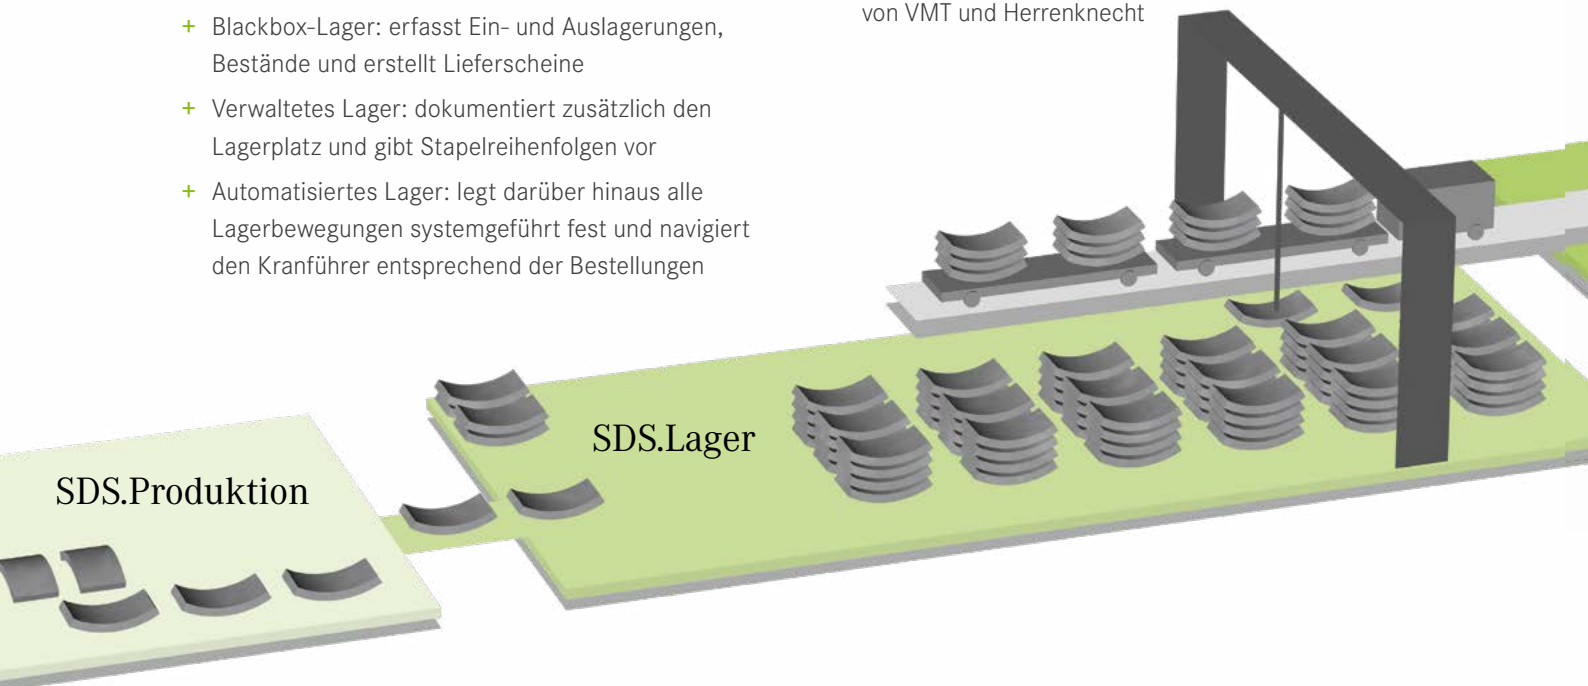 + Blackbox-Lager: erfasst Ein- und Auslagerungen,
Bestände und erstellt Lieferscheine
+ Verwaltetes Lager: dokumentiert zusätzlich den
Lagerplatz und gibt Stapelreihenfolgen vor
+ Automatisiertes Lager: legt darüber hinaus alle
Lagerbewegungen systemgeführt fest und navigiert
den Kranführer entsprechend der Bestellungen
von VMT und Herrenknecht
SDS.Lager
SDS.Produktion